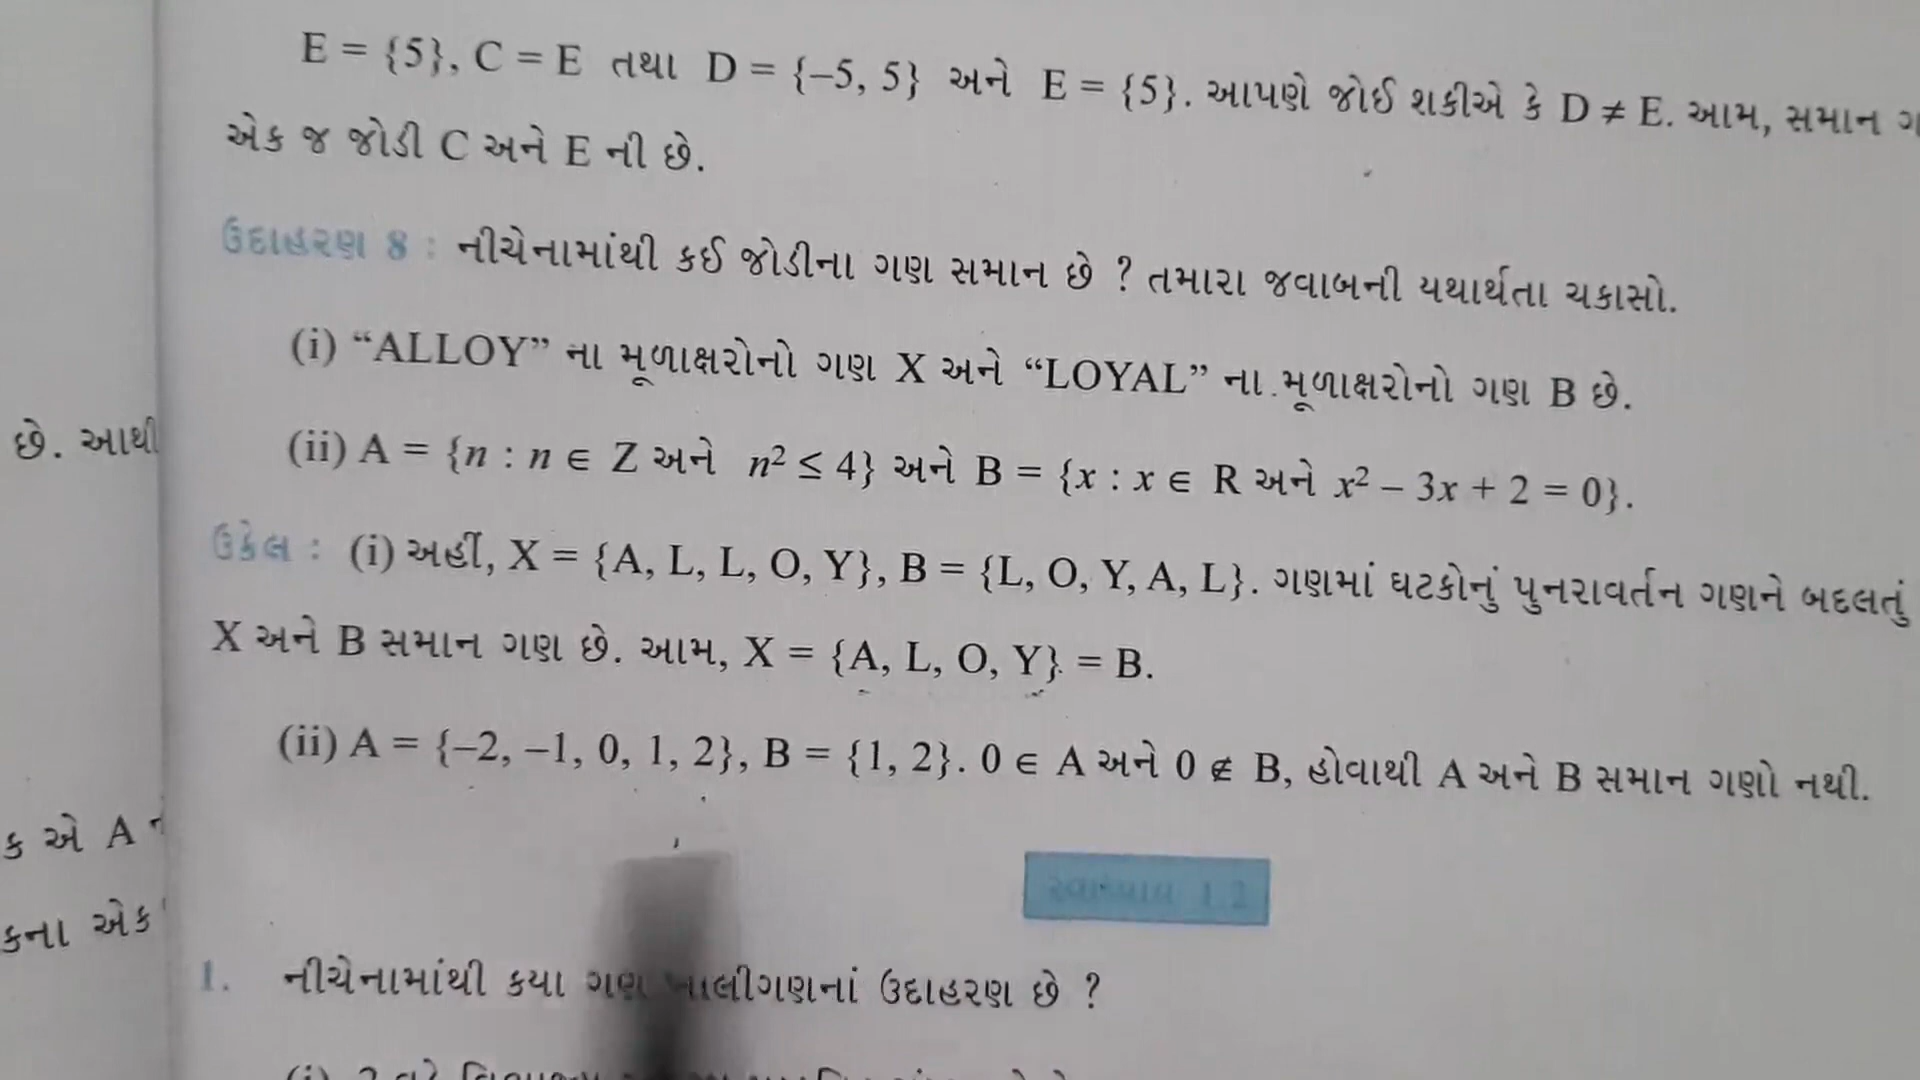 E = {5}, C = E તથા D = {–5, 5} અને E = {5}. આપણે જોઈ શકીએ કે D ≠ E. આમ, સમાન
એક જ જોડી C અને E ની છે.
ઉદાહરણ 8 : નીચેનામાંથી કઈ જોડીના ગણ સમાન છે ? તમારા જવાબની યથાર્થતા ચકાસો.
(i) “ALLOY” ના મૂળાક્ષરોનો ગણ X અને “LOYAL” ના મૂળાક્ષરોનો ગણ B છે.
(ii) A = {n : n ∈ Z અને n² ≤ 4} અને B = {x : x ∈ R અને x² – 3x + 2 = 0}.
ઉકેલ : (i) અહીં, X = {A, L, L, O, Y}, B = {L, O, Y, A, L}. ગણમાં ઘટકોનું પુનરાવર્તન ગણને બદલતું
X અને B સમાન ગણ છે. આમ, X = {A, L, O, Y} = B.
(ii) A = {–2, –1, 0, 1, 2}, B = {1, 2}. 0 ∈ A અને 0 ∉ B, હોવાથી A અને B સમાન ગણો નથી.
સ્વાધ્યાય 1.2
1. નીચેનામાંથી કયા ગણ ખાલીગણનાં ઉદાહરણ છે ?
(i) 2 વડે
છે. આથી
ક એ A
કના એક